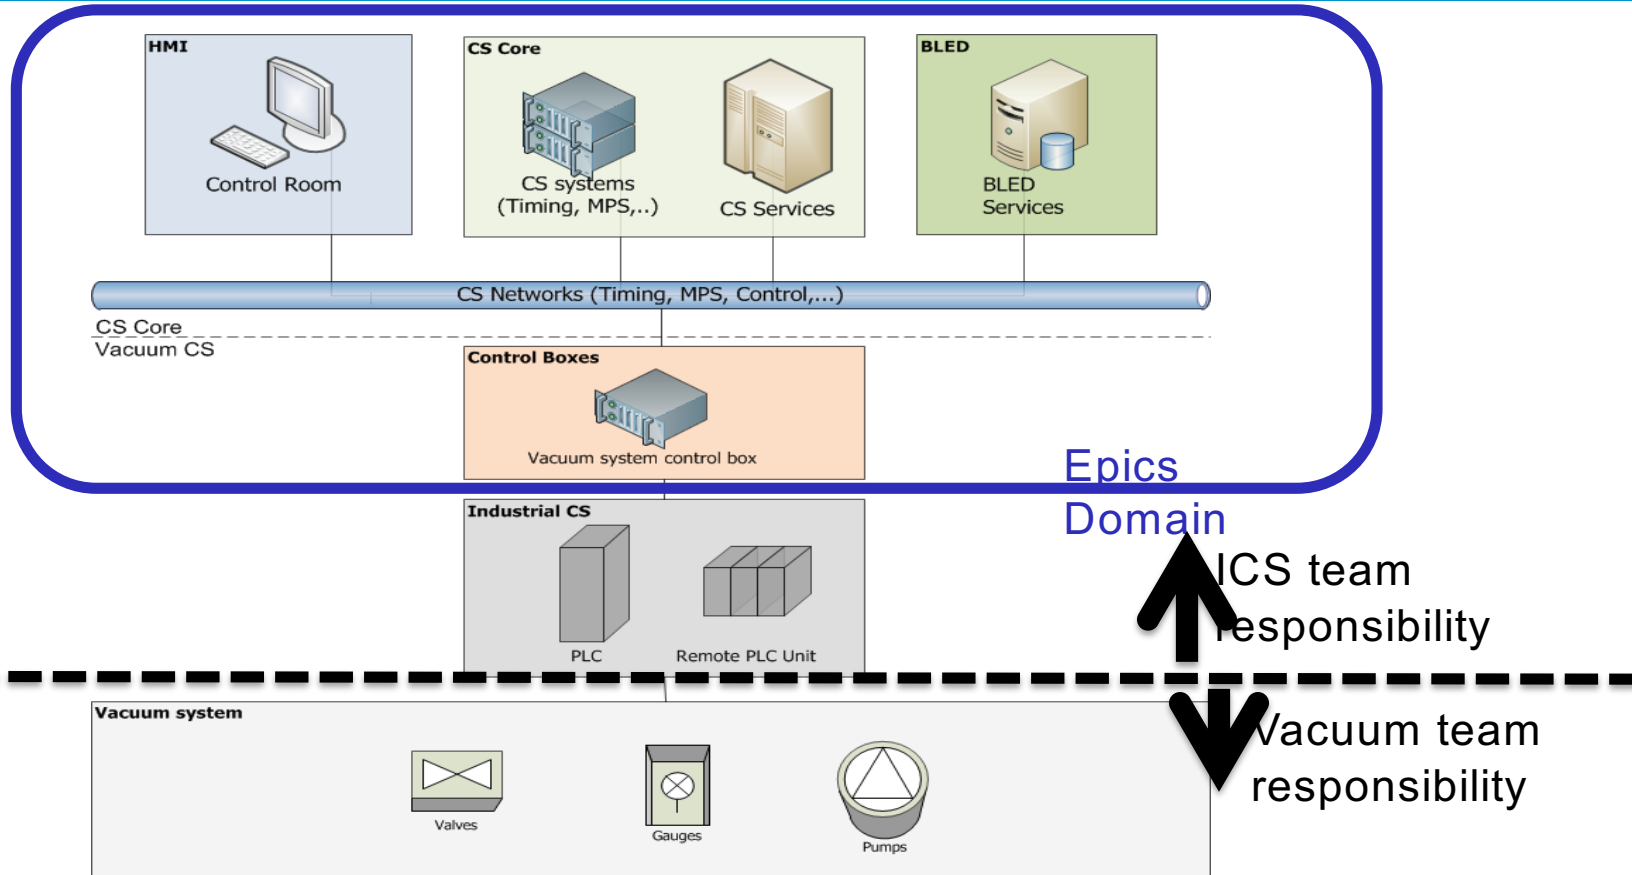 HMI
Control Room
CS Core
CS systems
(Timing, MPS,..)
CS Services
BLED
BLED
Services
CS Networks (Timing, MPS, Control,...)
CS Core
Vacuum CS
Control Boxes
Vacuum system control box
Epics
Domain
Industrial CS
PLC
Remote PLC Unit
ICS team
responsibility
Vacuum team
responsibility
Vacuum system
Valves
Gauges
Pumps